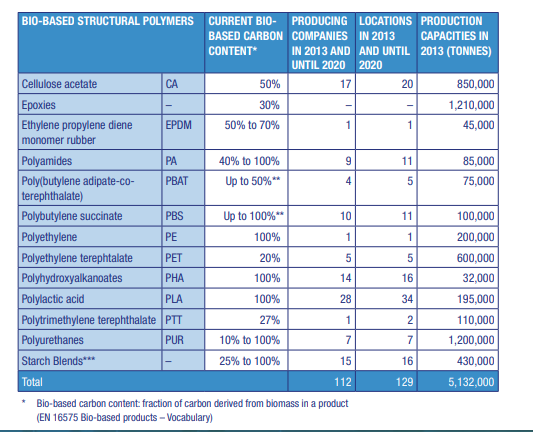 BIO-BASED STRUCTURAL POLYMERS CURRENT BIO-BASED CARBON CONTENT* PRODUCING COMPANIES IN 2013 AND UNTIL 2020 LOCATIONS IN 2013 AND UNTIL 2020 PRODUCTION CAPACITIES IN 2013 (TONNES)
Cellulose acetate CA 50% 17 20 850,000
Epoxies – 30% – – 1,210,000
Ethylene propylene diene monomer rubber EPDM 50% to 70% 1 1 45,000
Polyamides PA 40% to 100% 9 11 85,000
Poly(butylene adipate-co-terephthalate) PBAT Up to 50%** 4 5 75,000
Polybutylene succinate PBS Up to 100%** 10 11 100,000
Polyethylene PE 100% 1 1 200,000
Polyethylene terephtalate PET 20% 5 5 600,000
Polyhydroxyalkanoates PHA 100% 14 16 32,000
Polylactic acid PLA 100% 28 34 195,000
Polytrimethylene terephthalate PTT 27% 1 2 110,000
Polyurethanes PUR 10% to 100% 7 7 1,200,000
Starch Blends*** – 25% to 100% 15 16 430,000
Total 112 129 5,132,000
* Bio-based carbon content: fraction of carbon derived from biomass in a product
(EN 16575 Bio-based products – Vocabulary)